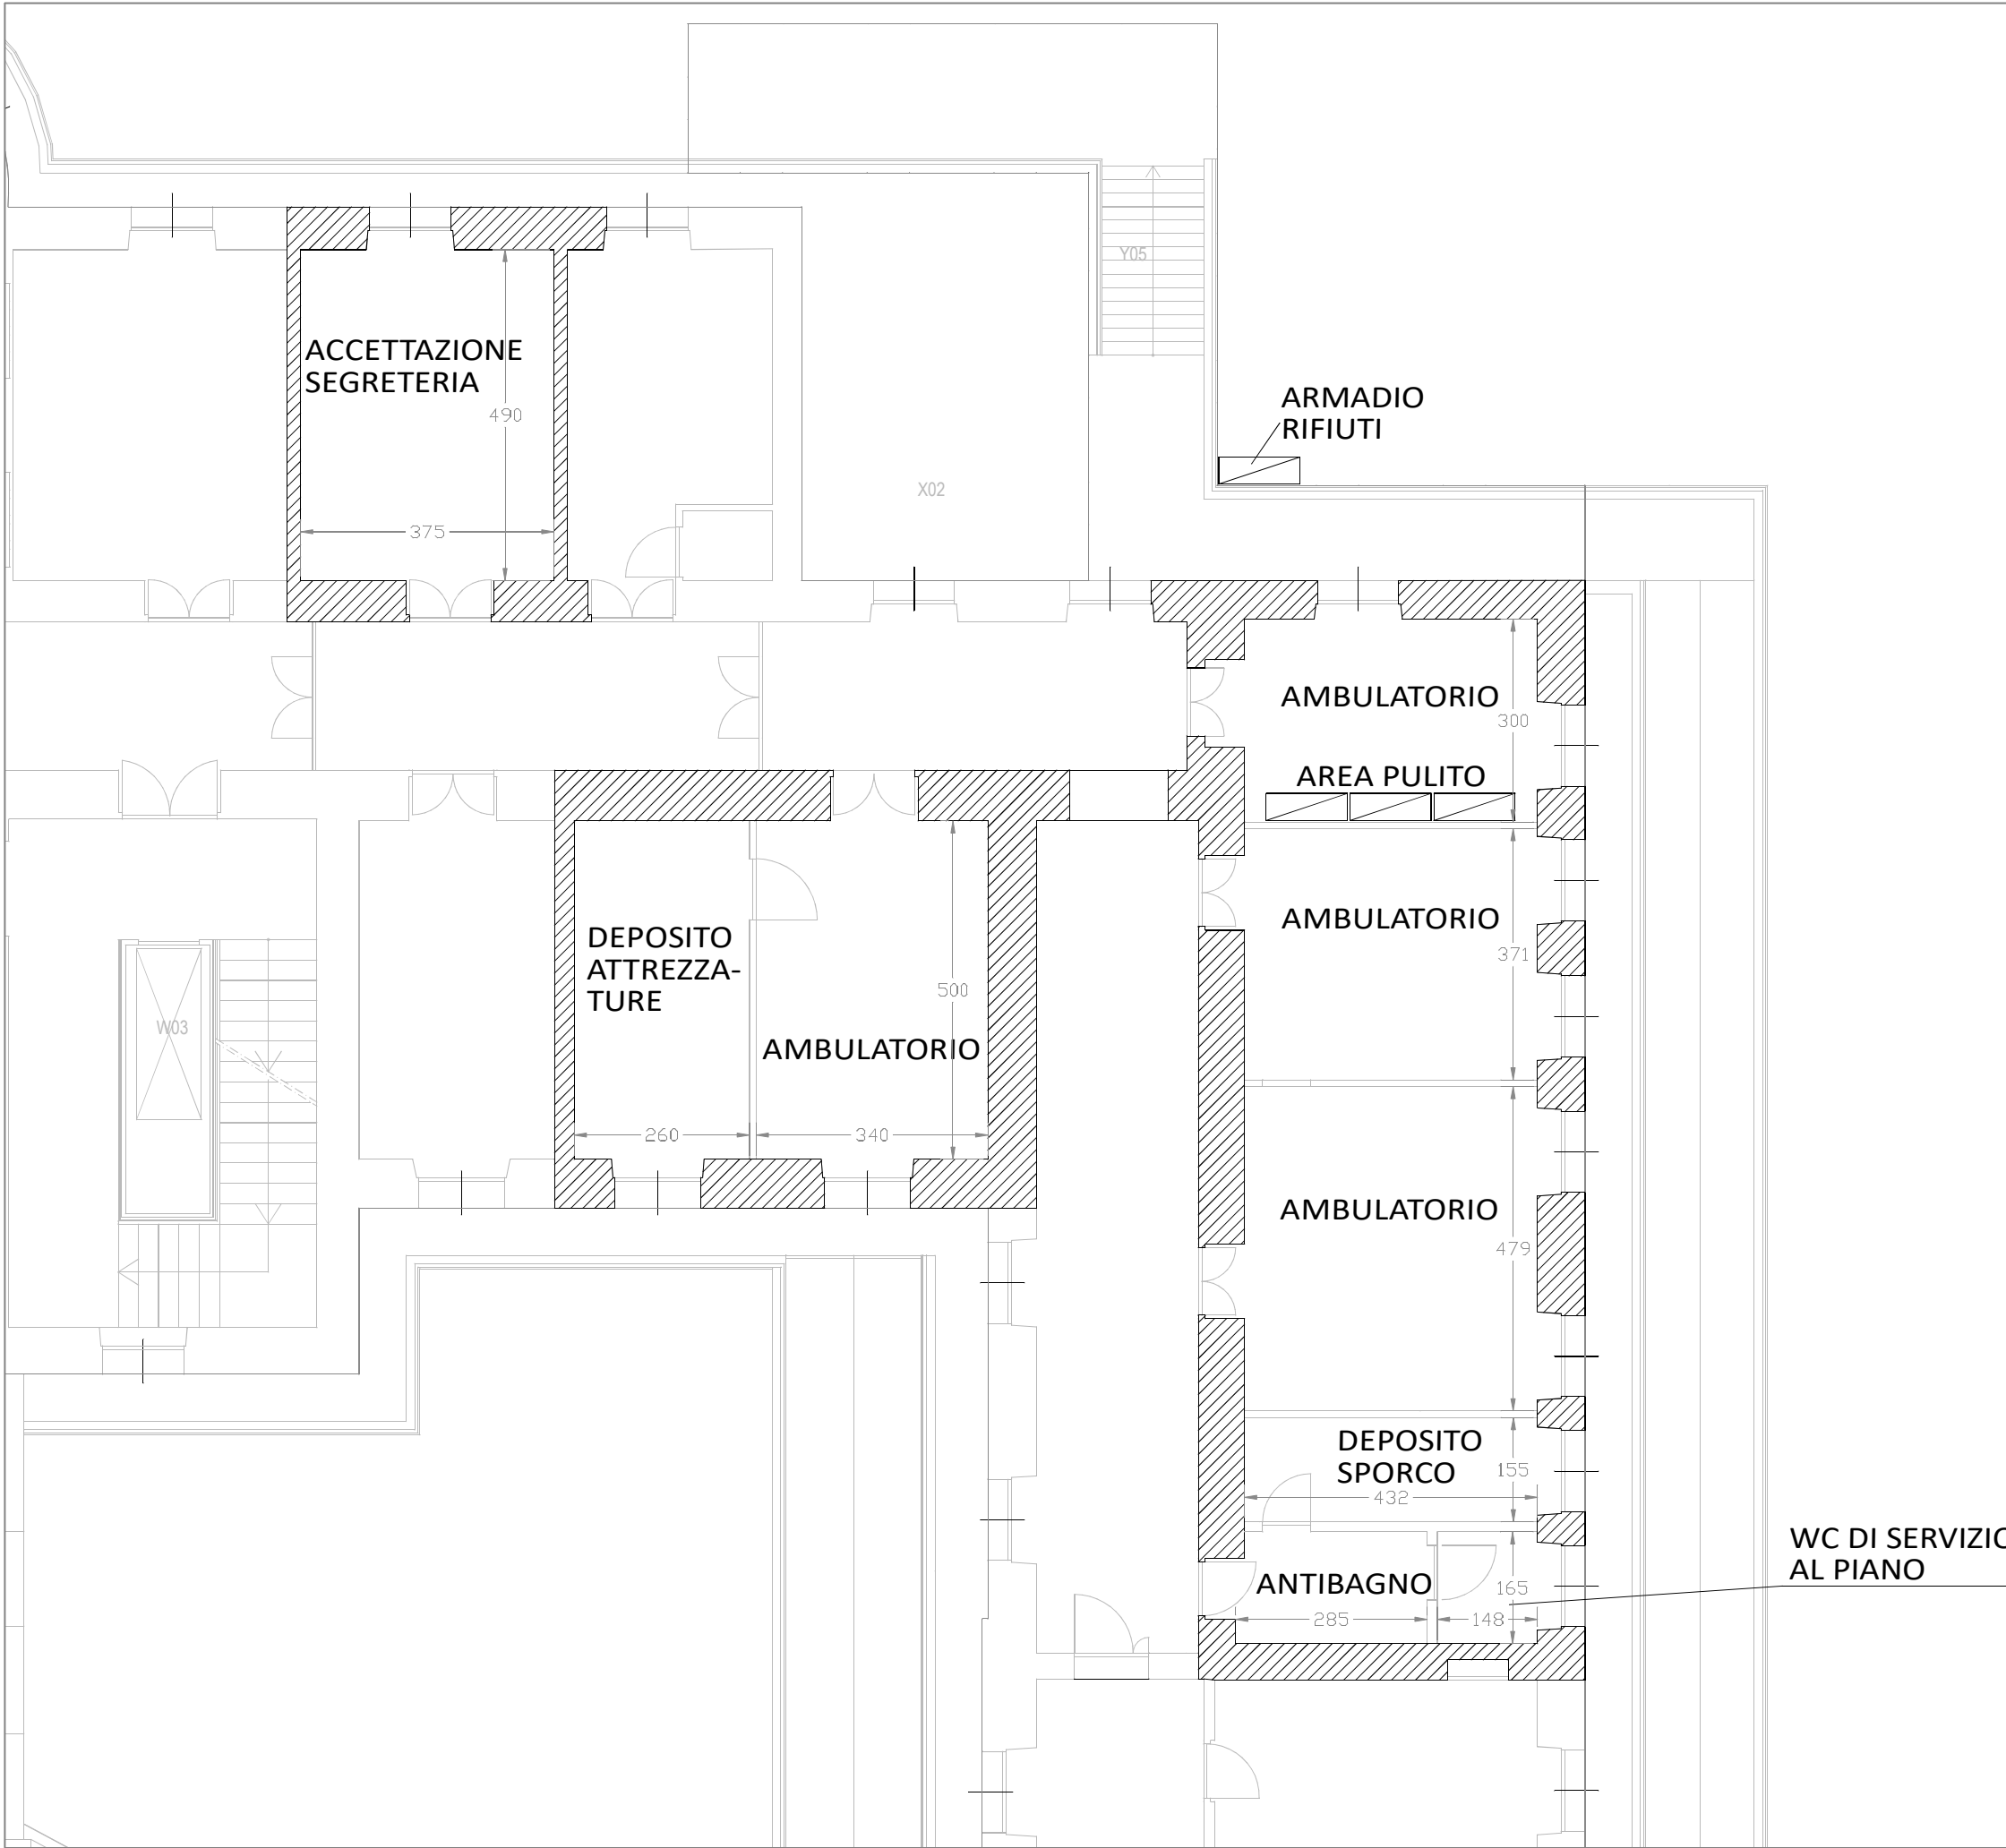 Y05
ACCETTAZIONE
SEGRETERIA
490
ARMADIO
RIFIUTI
X02
375
AMBULATORIO
300
AREA PULITO
AMBULATORIO
371
DEPOSITO
ATTREZZA-
TURE
500
W03
AMBULATORIO
260
340
AMBULATORIO
479
DEPOSITO
SPORCO
155
432
WC DI SERVIZIO
AL PIANO
ANTIBAGNO
165
285
148